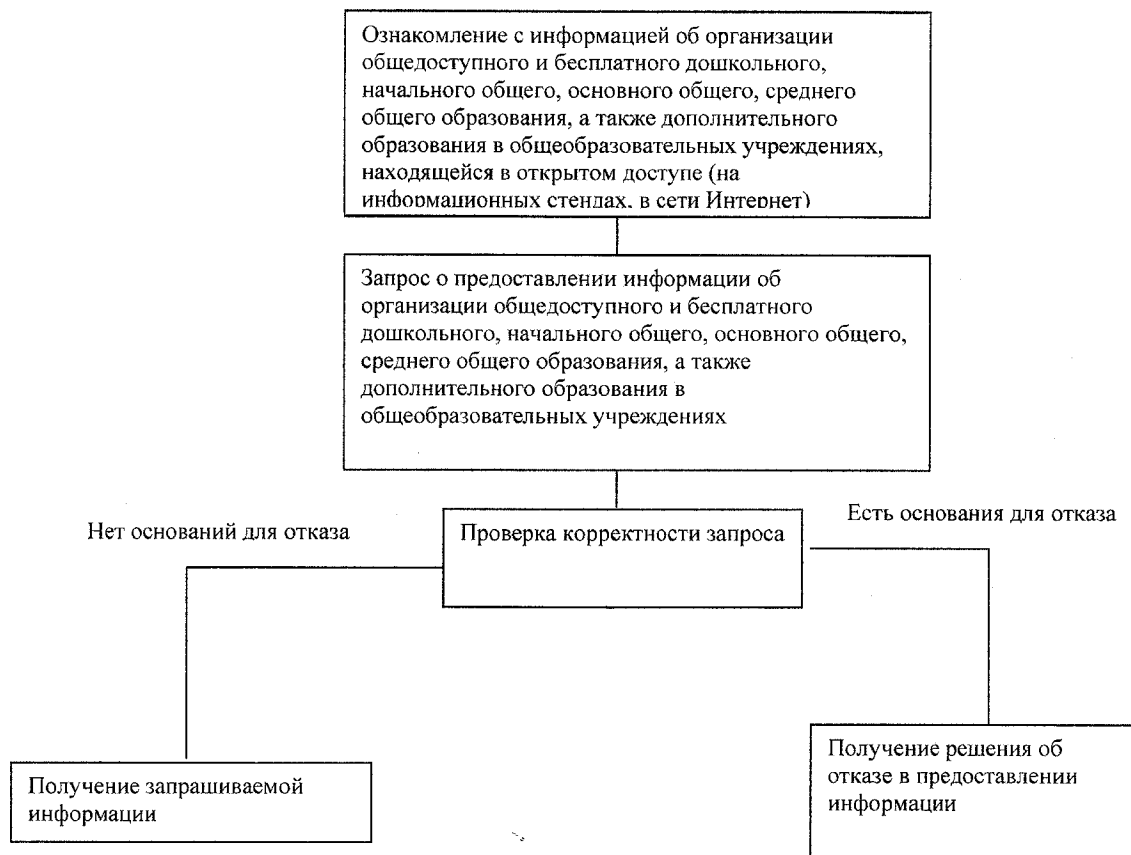 Ознакомление с информацией об организации
общедоступного и бесплатного дошкольного,
начального общего, основного общего, среднего
общего образования, а также дополнительного
образования в общеобразовательных учреждениях,
находящейся в открытом доступе (на
информационных стендах, в сети Интернет)
Запрос о предоставлении информации об
организации общедоступного и бесплатного
дошкольного, начального общего, основного общего,
среднего общего образования, а также
дополнительного образования в
общеобразовательных учреждениях
Нет оснований для отказа
Проверка корректности запроса
Есть основания для отказа
Получение запрашиваемой
информации
Получение решения об
отказе в предоставлении
информации